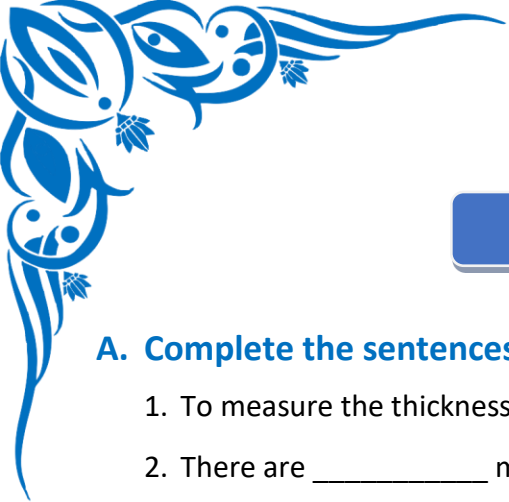 A. Complete the sentences
1. To measure the thickness
2. There are ___________